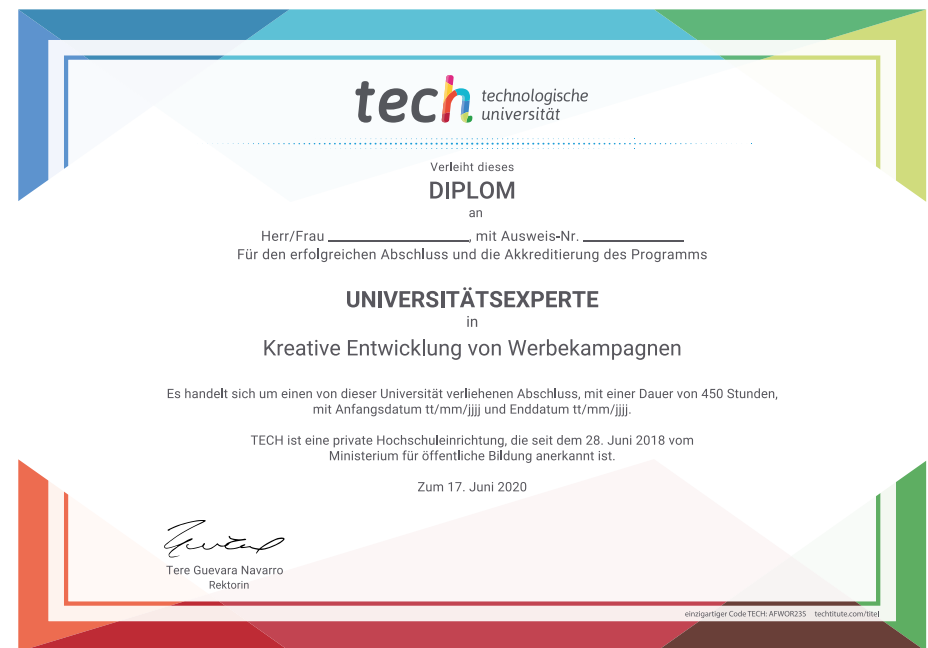 tech technologische
universität
Verleiht dieses
DIPLOM
an
Herr/Frau ___________________, mit Ausweis-Nr. ______________
Für den erfolgreichen Abschluss und die Akkreditierung des Programms
UNIVERSITÄTSEXPERTE
in
Kreative Entwicklung von Werbekampagnen
Es handelt sich um einen von dieser Universität verliehenen Abschluss, mit einer Dauer von 450 Stunden,
mit Anfangsdatum tt/mm/jjjj und Enddatum tt/mm/jjjj.
TECH ist eine private Hochschuleinrichtung, die seit dem 28. Juni 2018 vom
Ministerium für öffentliche Bildung anerkannt ist.
Zum 17. Juni 2020
Tere Guevara Navarro
Rektorin
einzigartiger Code TECH: AFWOR23S techtitute.com/titel